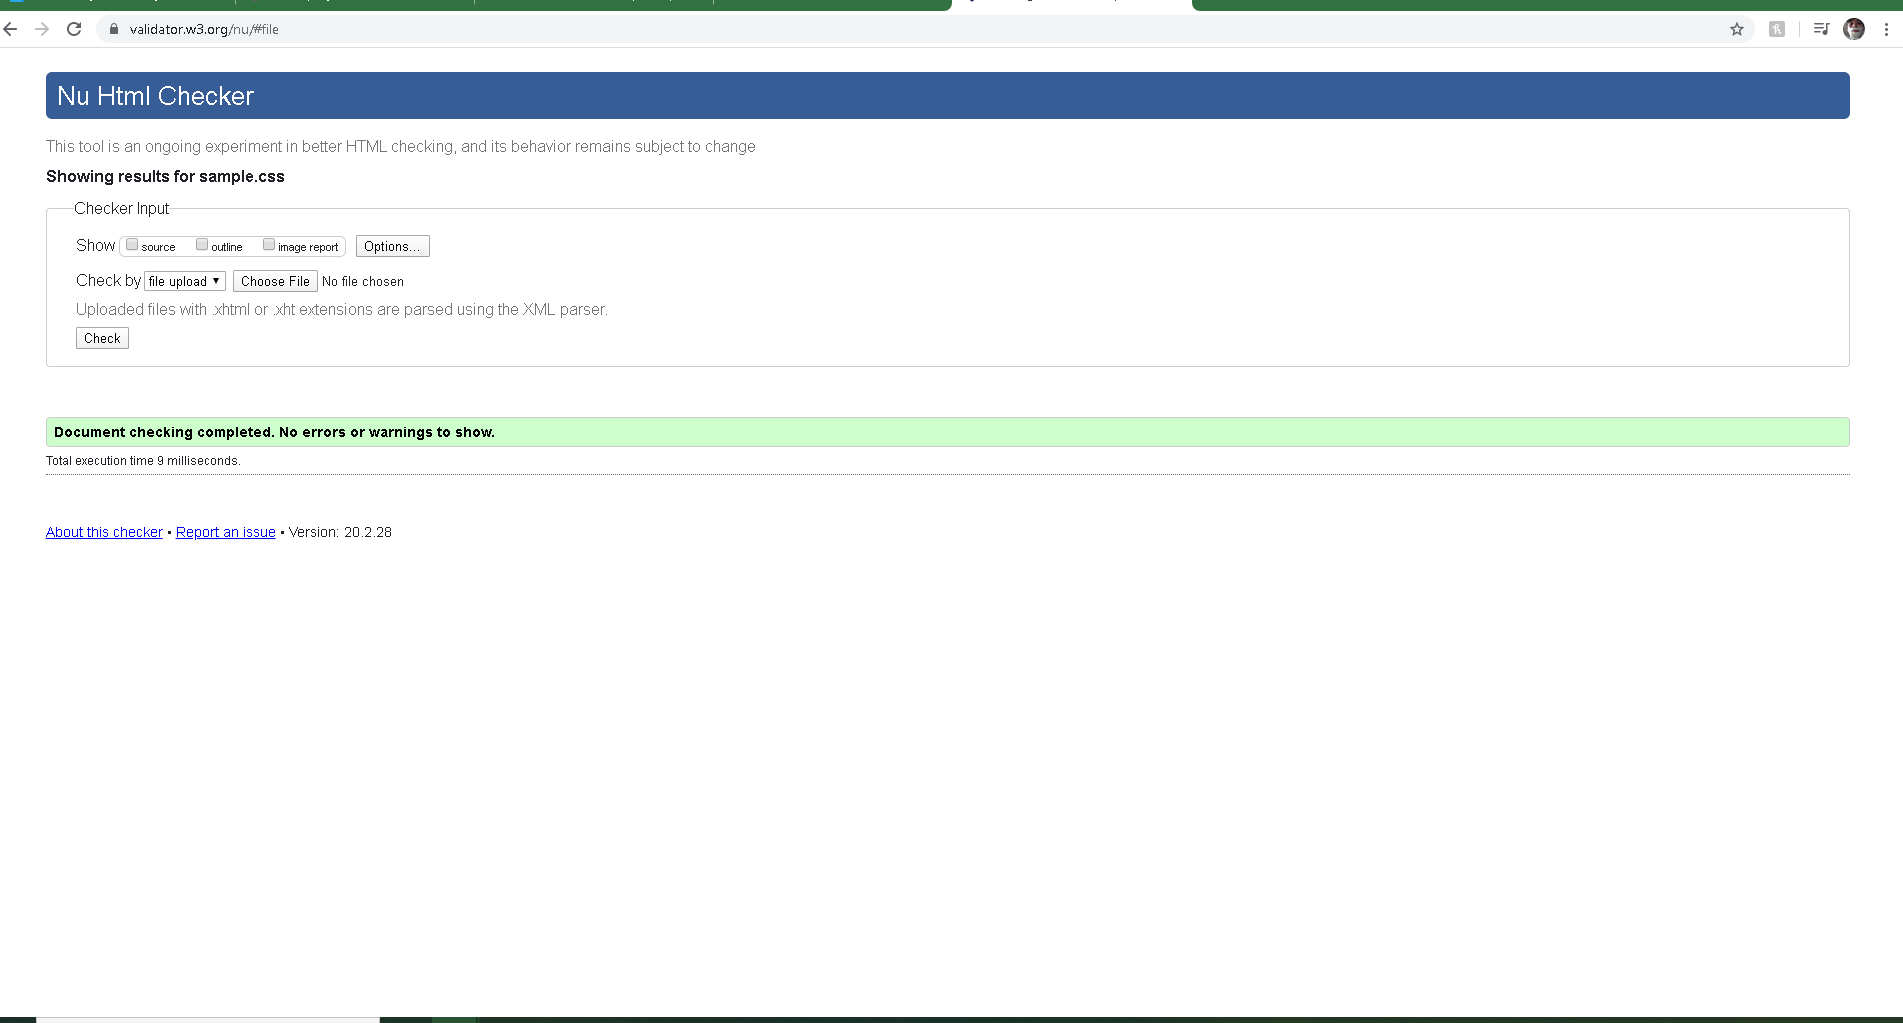 validator.w3.org/nu/#file
Nu Html Checker
This tool is an ongoing experiment in better HTML checking, and its behavior remains subject to change
Showing results for sample.css
Checker Input
Show source outline image report Options...
Check by file upload Choose File No file chosen
Uploaded files with .xhtml or .xht extensions are parsed using the XML parser.
Check
Document checking completed. No errors or warnings to show.
Total execution time 9 milliseconds.
About this checker • Report an issue • Version: 20.2.28